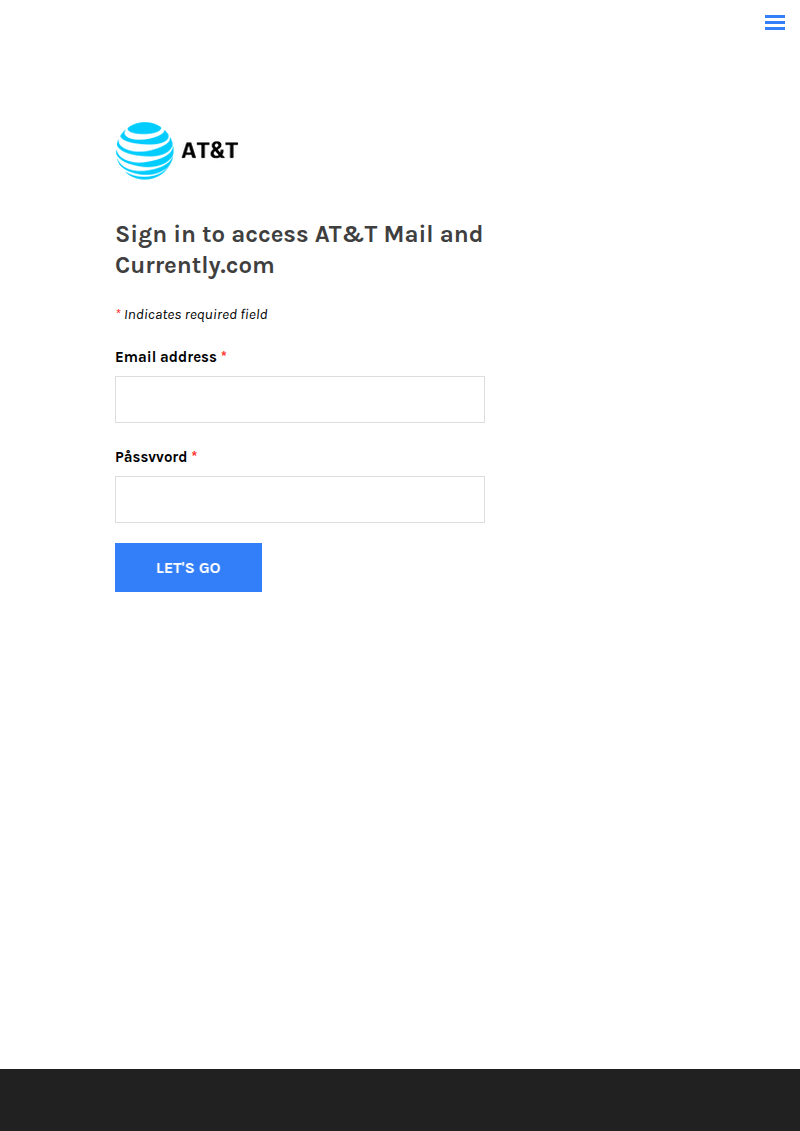 AT&T
Sign in to access AT&T Mail and
Currently.com
* Indicates required field
Email address *
Påssvvord *
LET'S GO